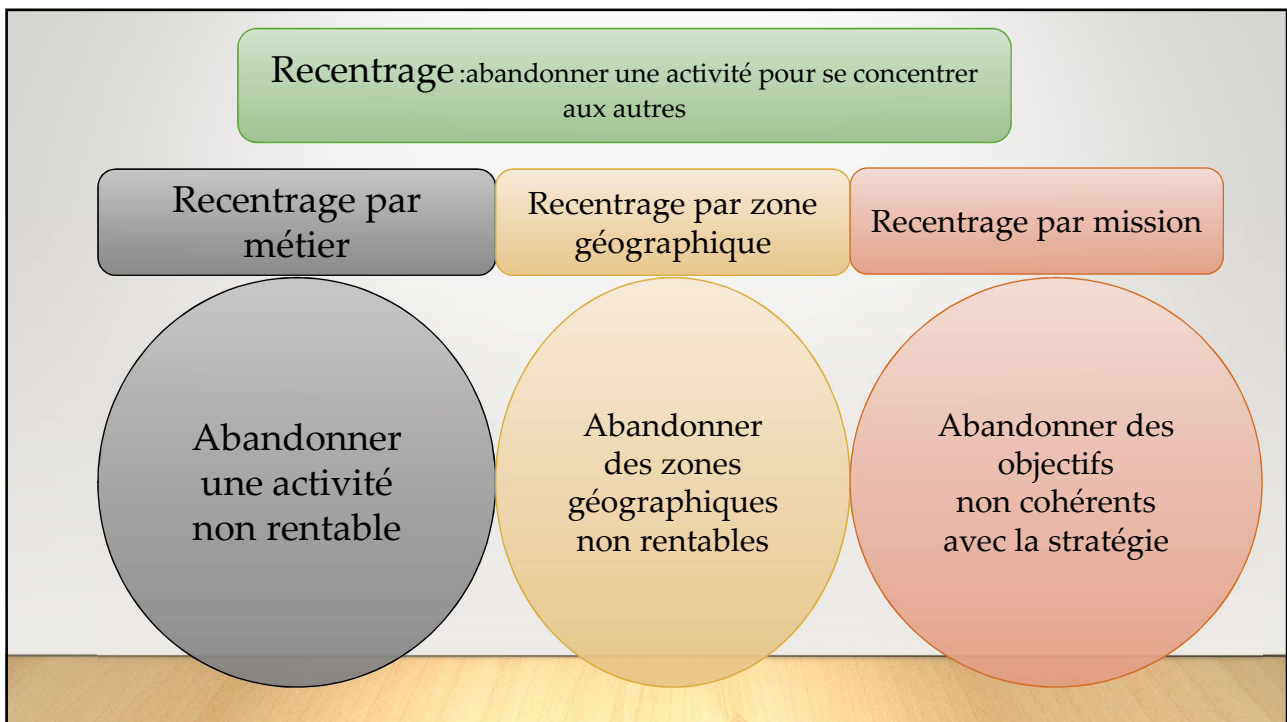 Recentrage :abandonner une activité pour se concentrer
aux autres
Recentrage par
métier
Recentrage par zone
géographique
Recentrage par mission
Abandonner
une activité
non rentable
Abandonner
des zones
géographiques
non rentables
Abandonner des
objectifs
non cohérents
avec la stratégie